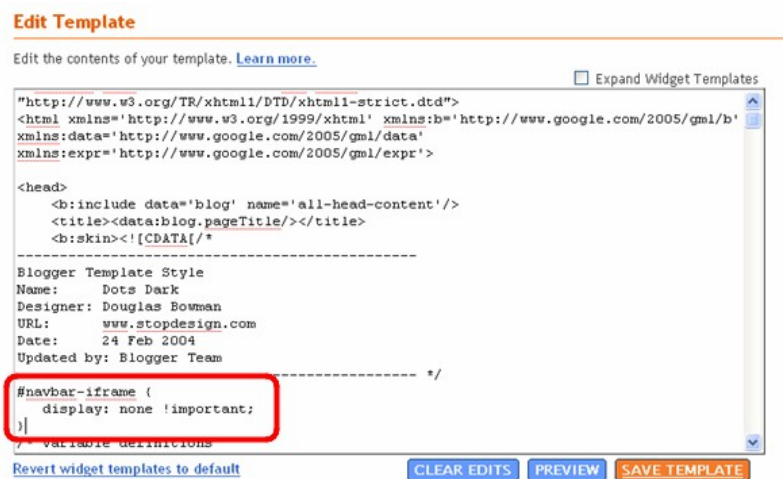 Edit Template
Edit the contents of your template. Learn more.
Expand Widget Templates
"http://www.w3.org/TR/xhtml1/DTD/xhtml1-strict.dtd">
<html xmlns='http://www.w3.org/1999/xhtml' xmlns:b='http://www.google.com/2005/gml/b'
xmlns:data='http://www.google.com/2005/gml/data'
xmlns:expr='http://www.google.com/2005/gml/expr'>
<head>
<b:include data='blog' name='all-head-content'/>
<title><data:blog.pageTitle/></title>
<b:skin><![CDATA[/*
-----------------------------------------------
Blogger Template Style
Name: Dots Dark
Designer: Douglas Bowman
URL: www.stopdesign.com
Date: 24 Feb 2004
Updated by: Blogger Team
----------------------------------------------- */
#navbar-iframe {
display: none !important;
}
/* Variable definitions
Revert widget templates to default
CLEAR EDITS PREVIEW SAVE TEMPLATE